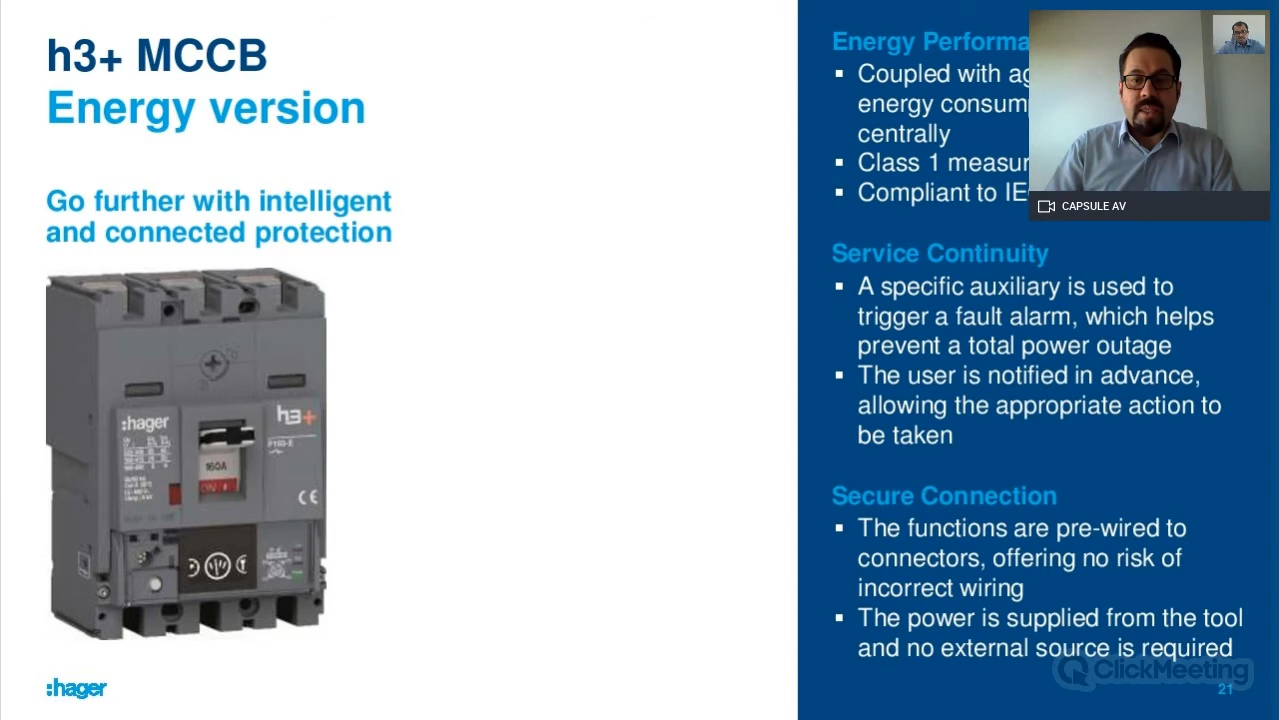 h3+ MCCB
Energy version
Go further with intelligent
and connected protection
:hager
h3+
P160-E
160A
CE
:hager
Energy Performa
Coupled with ag
energy consum
centrally
Class 1 measur
Compliant to IE
CAPSULE AV
Service Continuity
A specific auxiliary is used to
trigger a fault alarm, which helps
prevent a total power outage
The user is notified in advance,
allowing the appropriate action to
be taken
Secure Connection
The functions are pre-wired to
connectors, offering no risk of
incorrect wiring
The power is supplied from the tool
and no external source is required
ClickMeeting
21